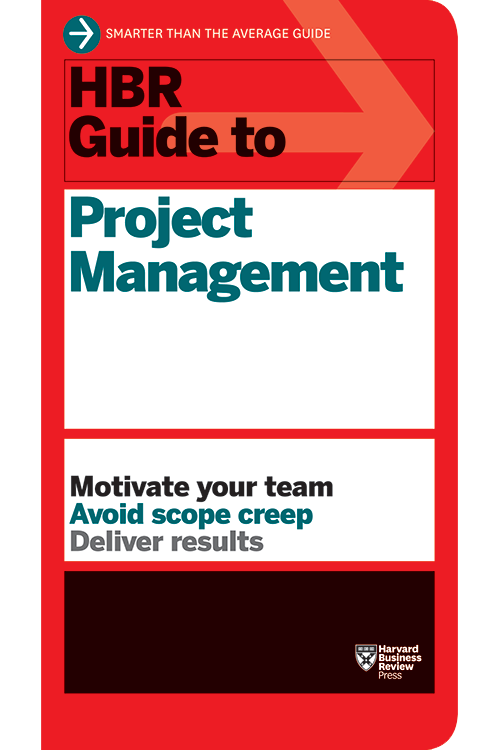 SMARTER THAN THE AVERAGE GUIDE
HBR
Guide to
Project
Management
Motivate your team
Avoid scope creep
Deliver results
Harvard
Business
Review
Press